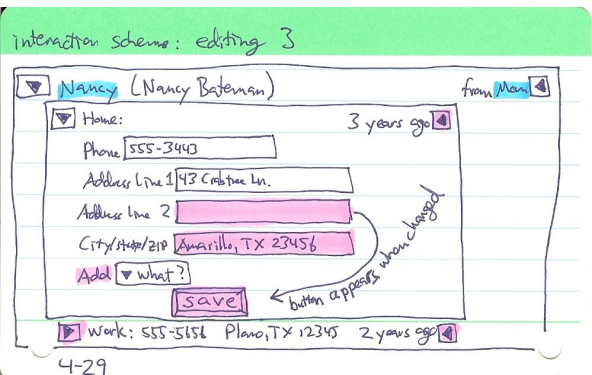 interaction scheme: editing 3
Nancy (Nancy Bateman) from Mom
Home: 3 years ago
Phone 555-3443
Address Line 1 43 Crabtree Ln.
Address Line 2
City/state/ZIP Amarillo, TX 23456
Add what?
save
button appears when changed
Work: 555-5656 Plano, TX 12345 2 years ago
4-29